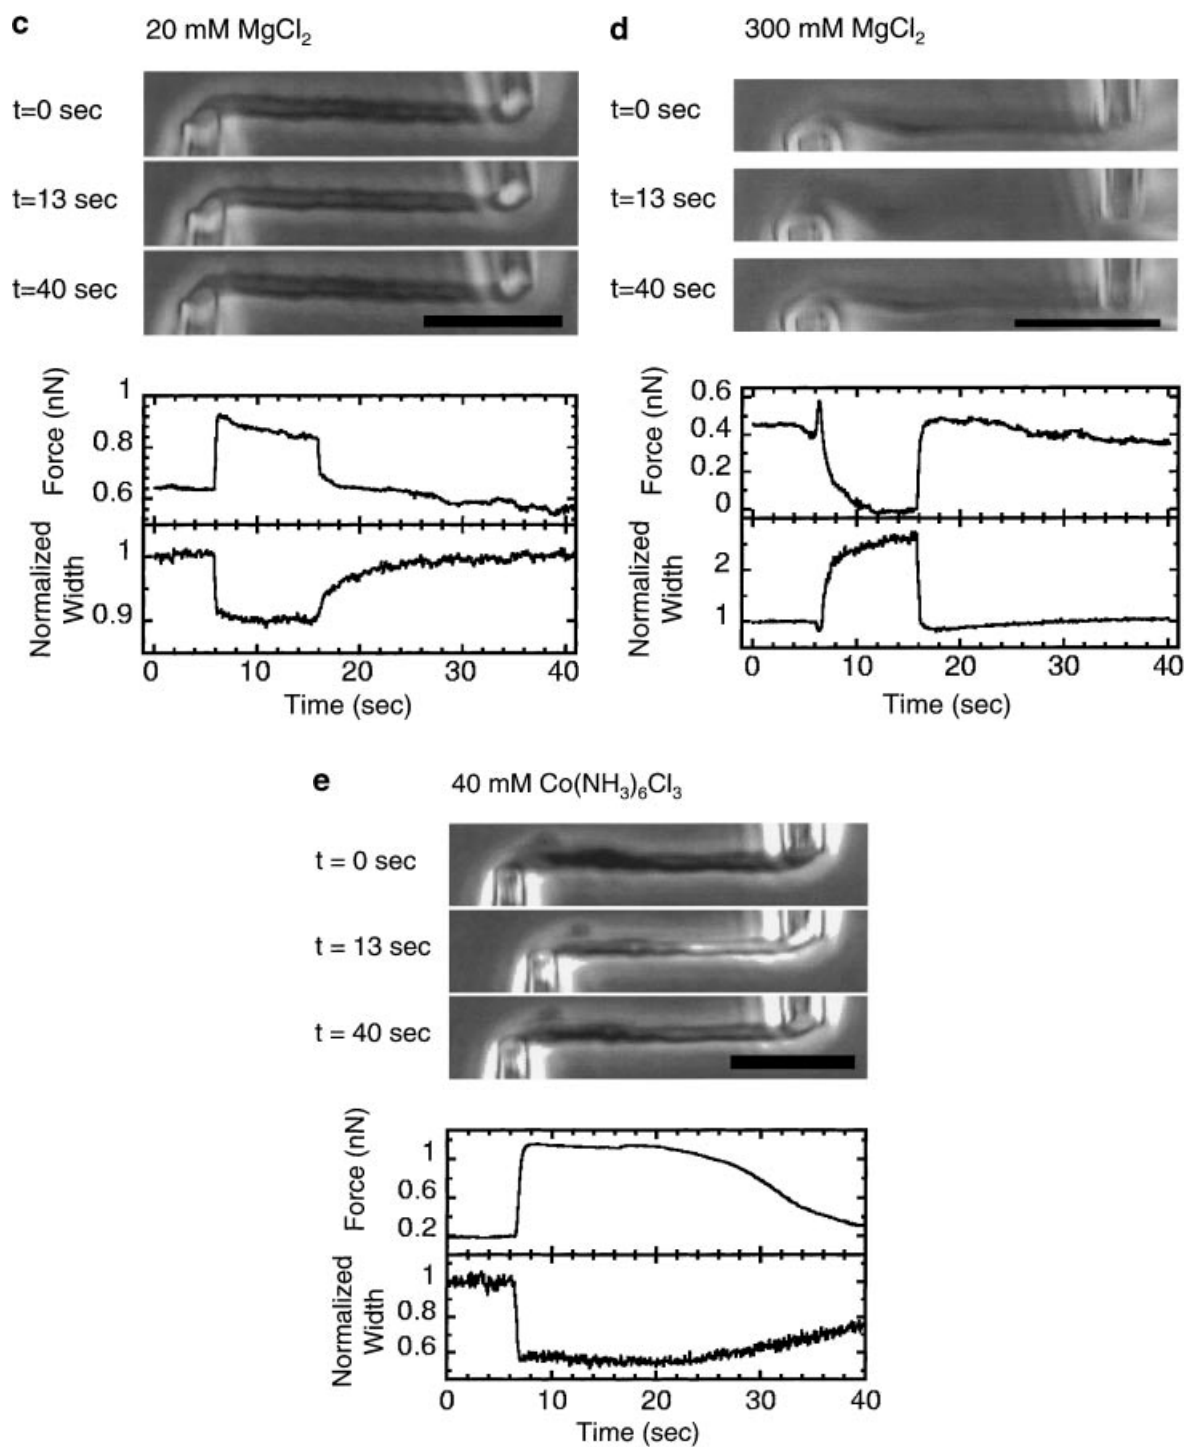 c
20 mM MgCl₂
t=0 sec
t=13 sec
t=40 sec
Force (nN)
1
0.8
0.6
Normalized
Width
1
0.9
0
10
20
30
40
Time (sec)
d
300 mM MgCl₂
t=0 sec
t=13 sec
t=40 sec
Force (nN)
0.6
0.4
0.2
0
Normalized
Width
2
1
0
10
20
30
40
Time (sec)
e
40 mM Co(NH₃)₆Cl₃
t = 0 sec
t = 13 sec
t = 40 sec
Force (nN)
1
0.6
0.2
Normalized
Width
1
0.8
0.6
0
10
20
30
40
Time (sec)